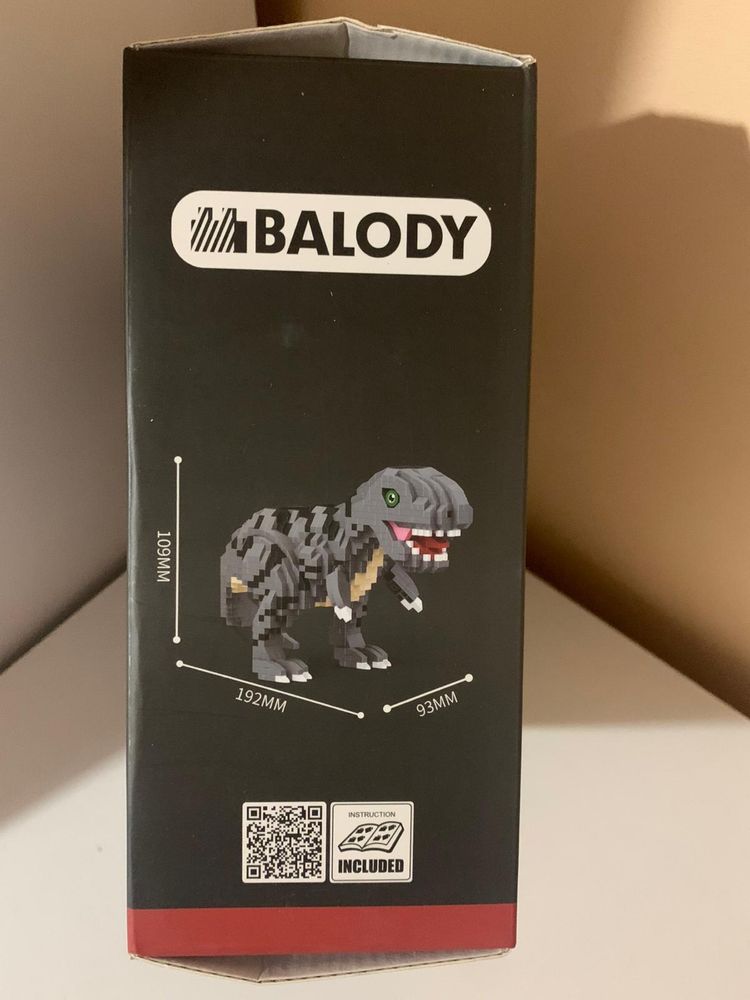 BALODY
109MM
192MM
93MM
INSTRUCTION
INCLUDED